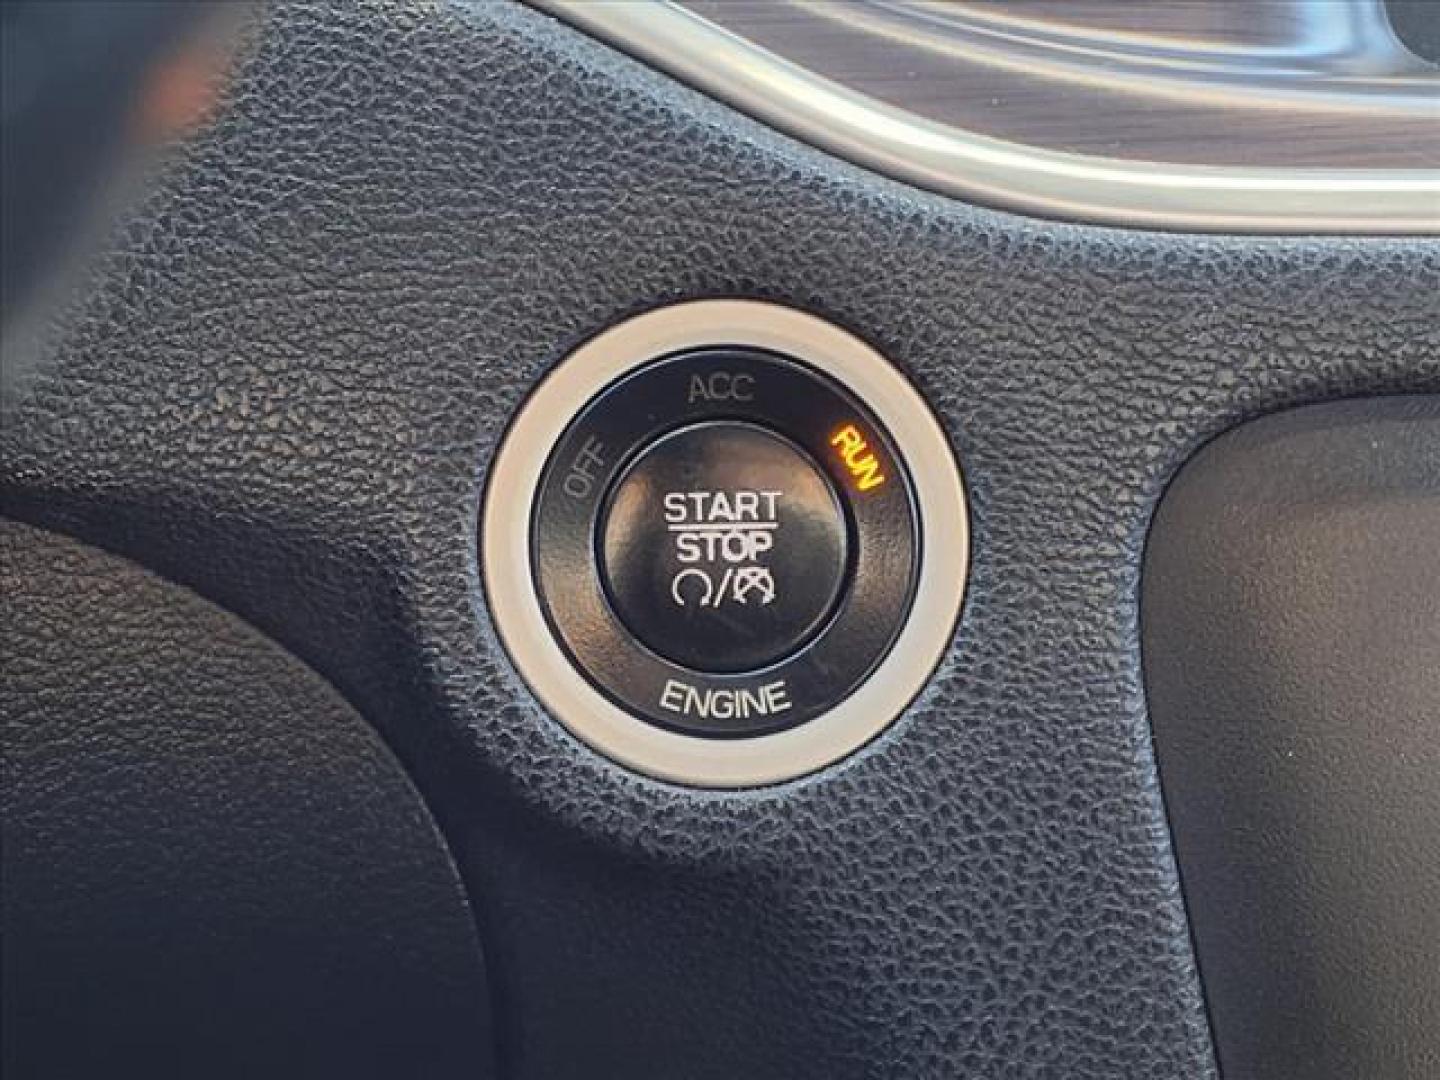 ACC
OFF
RUN
START
STOP
ENGINE